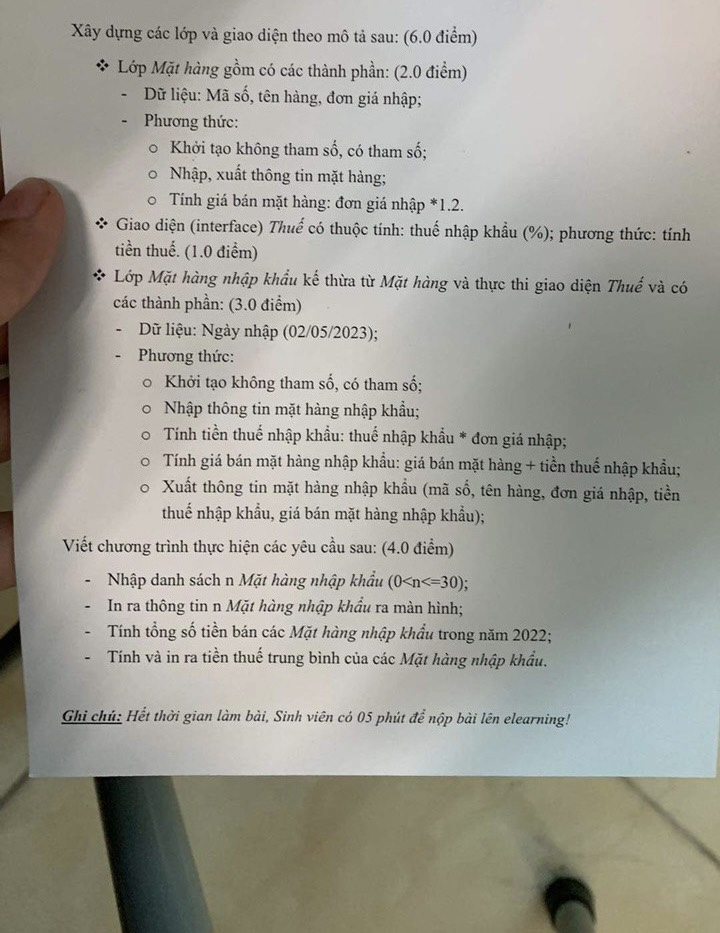 Xây dựng các lớp và giao diện theo mô tả sau: (6.0 điểm)
❖ Lớp Mặt hàng gồm có các thành phần: (2.0 điểm)
- Dữ liệu: Mã số, tên hàng, đơn giá nhập;
- Phương thức:
o Khởi tạo không tham số, có tham số;
o Nhập, xuất thông tin mặt hàng;
o Tính giá bán mặt hàng: đơn giá nhập *1.2.
❖ Giao diện (interface) Thuế có thuộc tính: thuế nhập khẩu (%); phương thức: tính
tiền thuế. (1.0 điểm)
❖ Lớp Mặt hàng nhập khẩu kế thừa từ Mặt hàng và thực thi giao diện Thuế và có
các thành phần: (3.0 điểm)
- Dữ liệu: Ngày nhập (02/05/2023);
- Phương thức:
o Khởi tạo không tham số, có tham số;
o Nhập thông tin mặt hàng nhập khẩu;
o Tính tiền thuế nhập khẩu: thuế nhập khẩu * đơn giá nhập;
o Tính giá bán mặt hàng nhập khẩu: giá bán mặt hàng + tiền thuế nhập khẩu;
o Xuất thông tin mặt hàng nhập khẩu (mã số, tên hàng, đơn giá nhập, tiền
thuế nhập khẩu, giá bán mặt hàng nhập khẩu);
Viết chương trình thực hiện các yêu cầu sau: (4.0 điểm)
- Nhập danh sách n Mặt hàng nhập khẩu (0<n<=30);
- In ra thông tin n Mặt hàng nhập khẩu ra màn hình;
- Tính tổng số tiền bán các Mặt hàng nhập khẩu trong năm 2022;
- Tính và in ra tiền thuế trung bình của các Mặt hàng nhập khẩu.
Ghi chú: Hết thời gian làm bài, Sinh viên có 05 phút để nộp bài lên elearning!